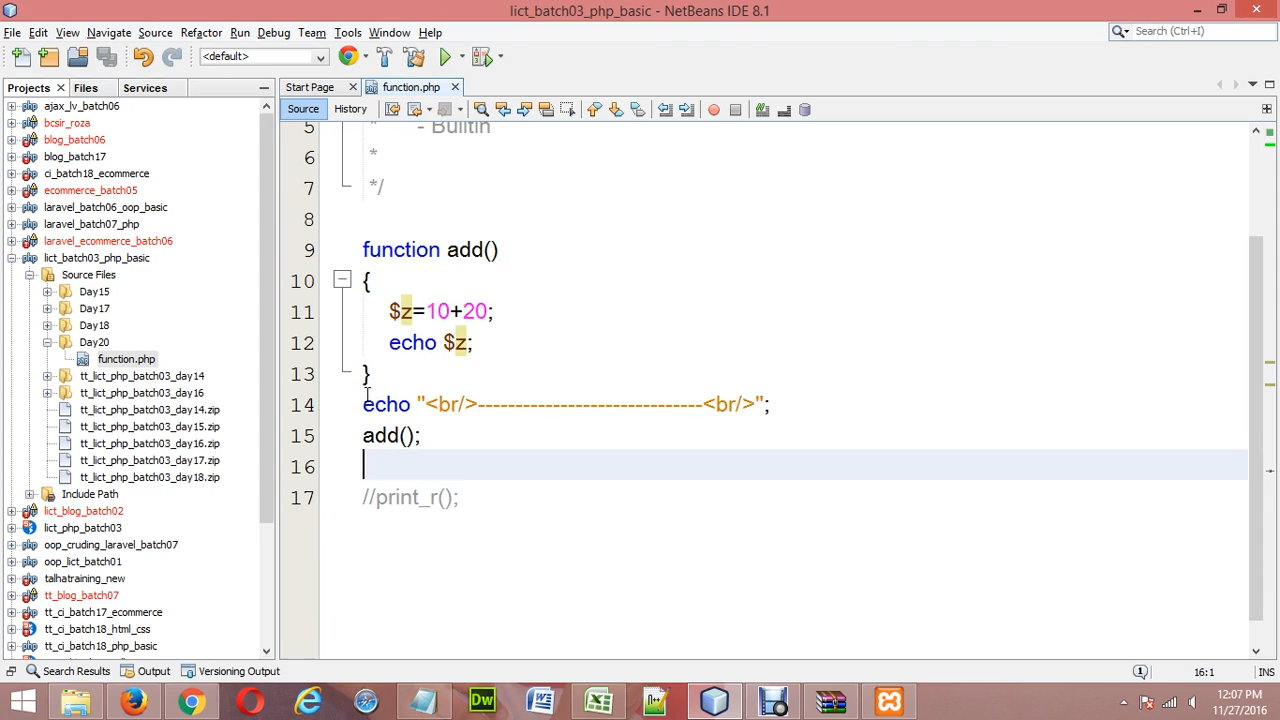 lict_batch03_php_basic - NetBeans IDE 8.1
File Edit View Navigate Source Refactor Run Debug Team Tools Window Help
Search (Ctrl+I)
<default>
Projects Files Services
Start Page function.php
Source History
ajax_lv_batch06
bcsir_roza
blog_batch06
blog_batch17
ci_batch18_ecommerce
ecommerce_batch05
laravel_batch06_oop_basic
laravel_batch07_php
laravel_ecommerce_batch06
lict_batch03_php_basic
Source Files
Day15
Day17
Day18
Day20
function.php
tt_lict_php_batch03_day14
tt_lict_php_batch03_day16
tt_lict_php_batch03_day14.zip
tt_lict_php_batch03_day15.zip
tt_lict_php_batch03_day16.zip
tt_lict_php_batch03_day17.zip
tt_lict_php_batch03_day18.zip
Include Path
lict_blog_batch02
lict_php_batch03
oop_cruding_laravel_batch07
oop_lict_batch01
talhatraining_new
tt_blog_batch07
tt_ci_batch17_ecommerce
tt_ci_batch18_html_css
tt_ci_batch18_php_basic
5 * - Builtin
6 *
7 */
8
9 function add()
10 {
11 $z=10+20;
12 echo $z;
13 }
14 echo "<br/>------------------------------<br/>";
15 add();
16
17 //print_r();
Search Results Output Versioning Output
16:1 INS
12:07 PM
11/27/2016